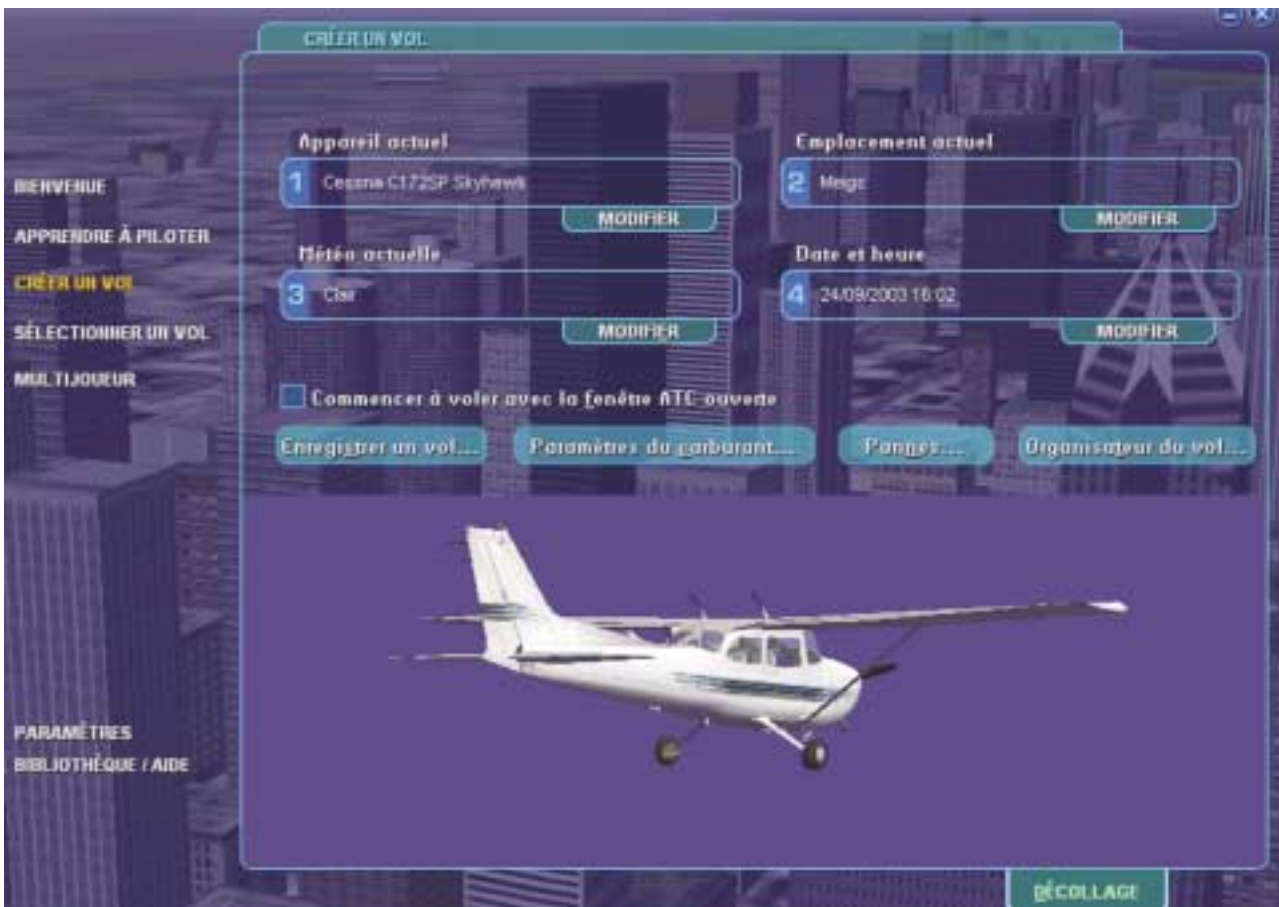 CRÉER UN VOL
Appareil actuel
1 Cessna C172SP Skyhawk
MODIFIER
Emplacement actuel
2 Meigs
MODIFIER
Météo actuelle
3 Clair
MODIFIER
Date et heure
4 24/09/2003 16:02
MODIFIER
BIENVENUE
APPRENDRE À PILOTER
CRÉER UN VOL
SÉLECTIONNER UN VOL
MULTIJOUEUR
Commencer à voler avec la fenêtre ATC ouverte
Enregistrer un vol...
Paramètres du carburant...
Pannes...
Organisateur du vol...
PARAMÈTRES
BIBLIOTHÈQUE / AIDE
DÉCOLLAGE